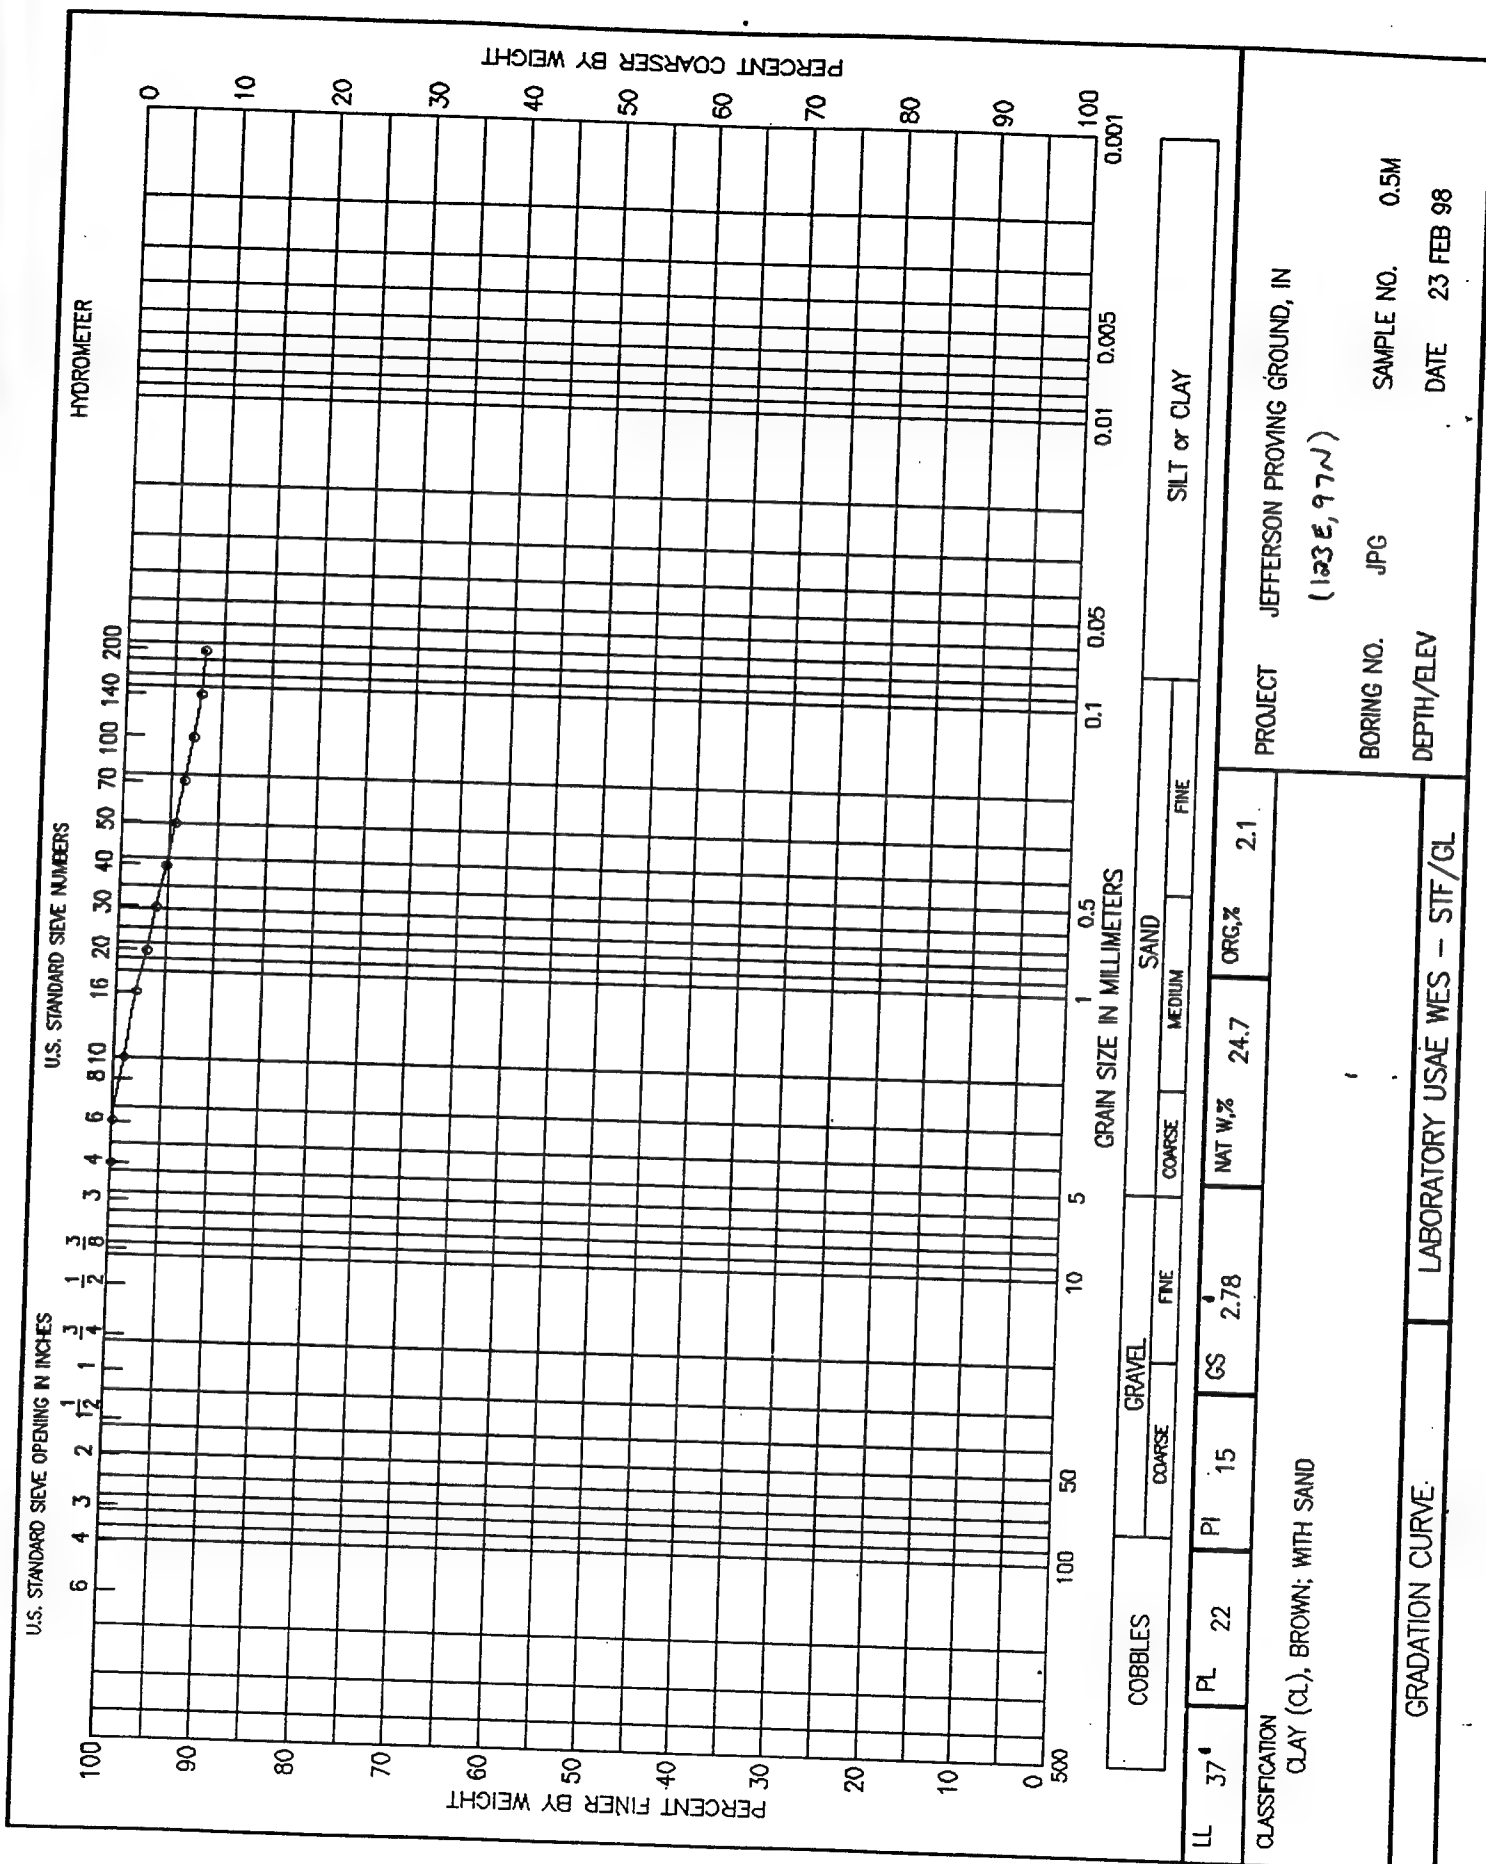 U.S. STANDARD SIEVE OPENING IN INCHES
U.S. STANDARD SIEVE NUMBERS
HYDROMETER
6 4 3 2 1 1/2 1 3/4 1/2 3/8 3 4 6 8 10 16 20 30 40 50 70 100 140 200
PERCENT FINER BY WEIGHT
100
90
80
70
60
50
40
30
20
10
0
PERCENT COARSER BY WEIGHT
0
10
20
30
40
50
60
70
80
90
100
500 100 50 10 5 1 0.5 0.1 0.05 0.01 0.005 0.001
GRAIN SIZE IN MILLIMETERS
COBBLES
GRAVEL
COARSE FINE
SAND
COARSE MEDIUM FINE
SILT or CLAY
LL 37 PL 22 PI 15 GS 2.78 NAT W,% 24.7 ORG,% 2.1
CLASSIFICATION
CLAY (CL), BROWN; WITH SAND
PROJECT JEFFERSON PROVING GROUND, IN
(123E, 97N)
BORING NO. JPG SAMPLE NO. 0.5M
DEPTH/ELEV DATE 23 FEB 98
GRADATION CURVE
LABORATORY USAE WES - STF/GL